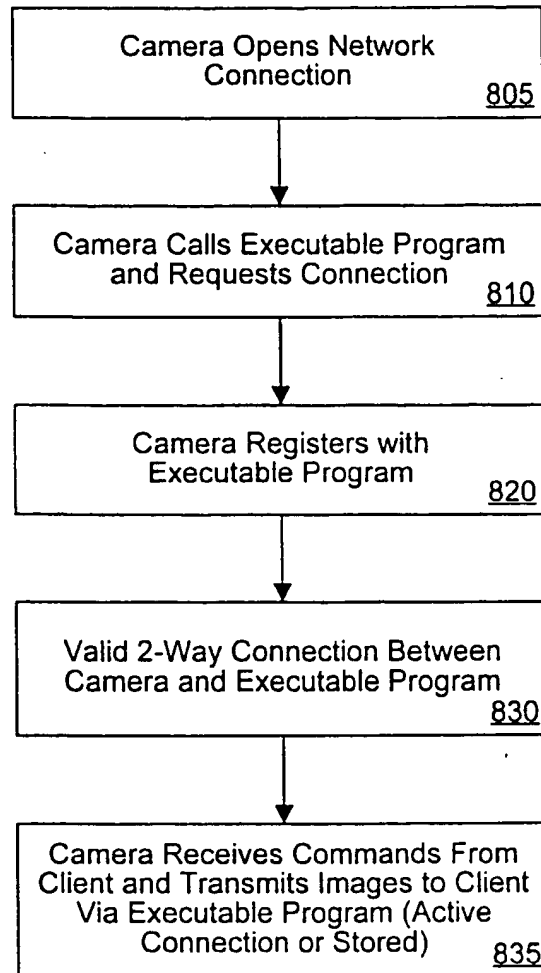 Camera Opens Network
Connection
805
Camera Calls Executable Program
and Requests Connection
810
Camera Registers with
Executable Program
820
Valid 2-Way Connection Between
Camera and Executable Program
830
Camera Receives Commands From
Client and Transmits Images to Client
Via Executable Program (Active
Connection or Stored)
835